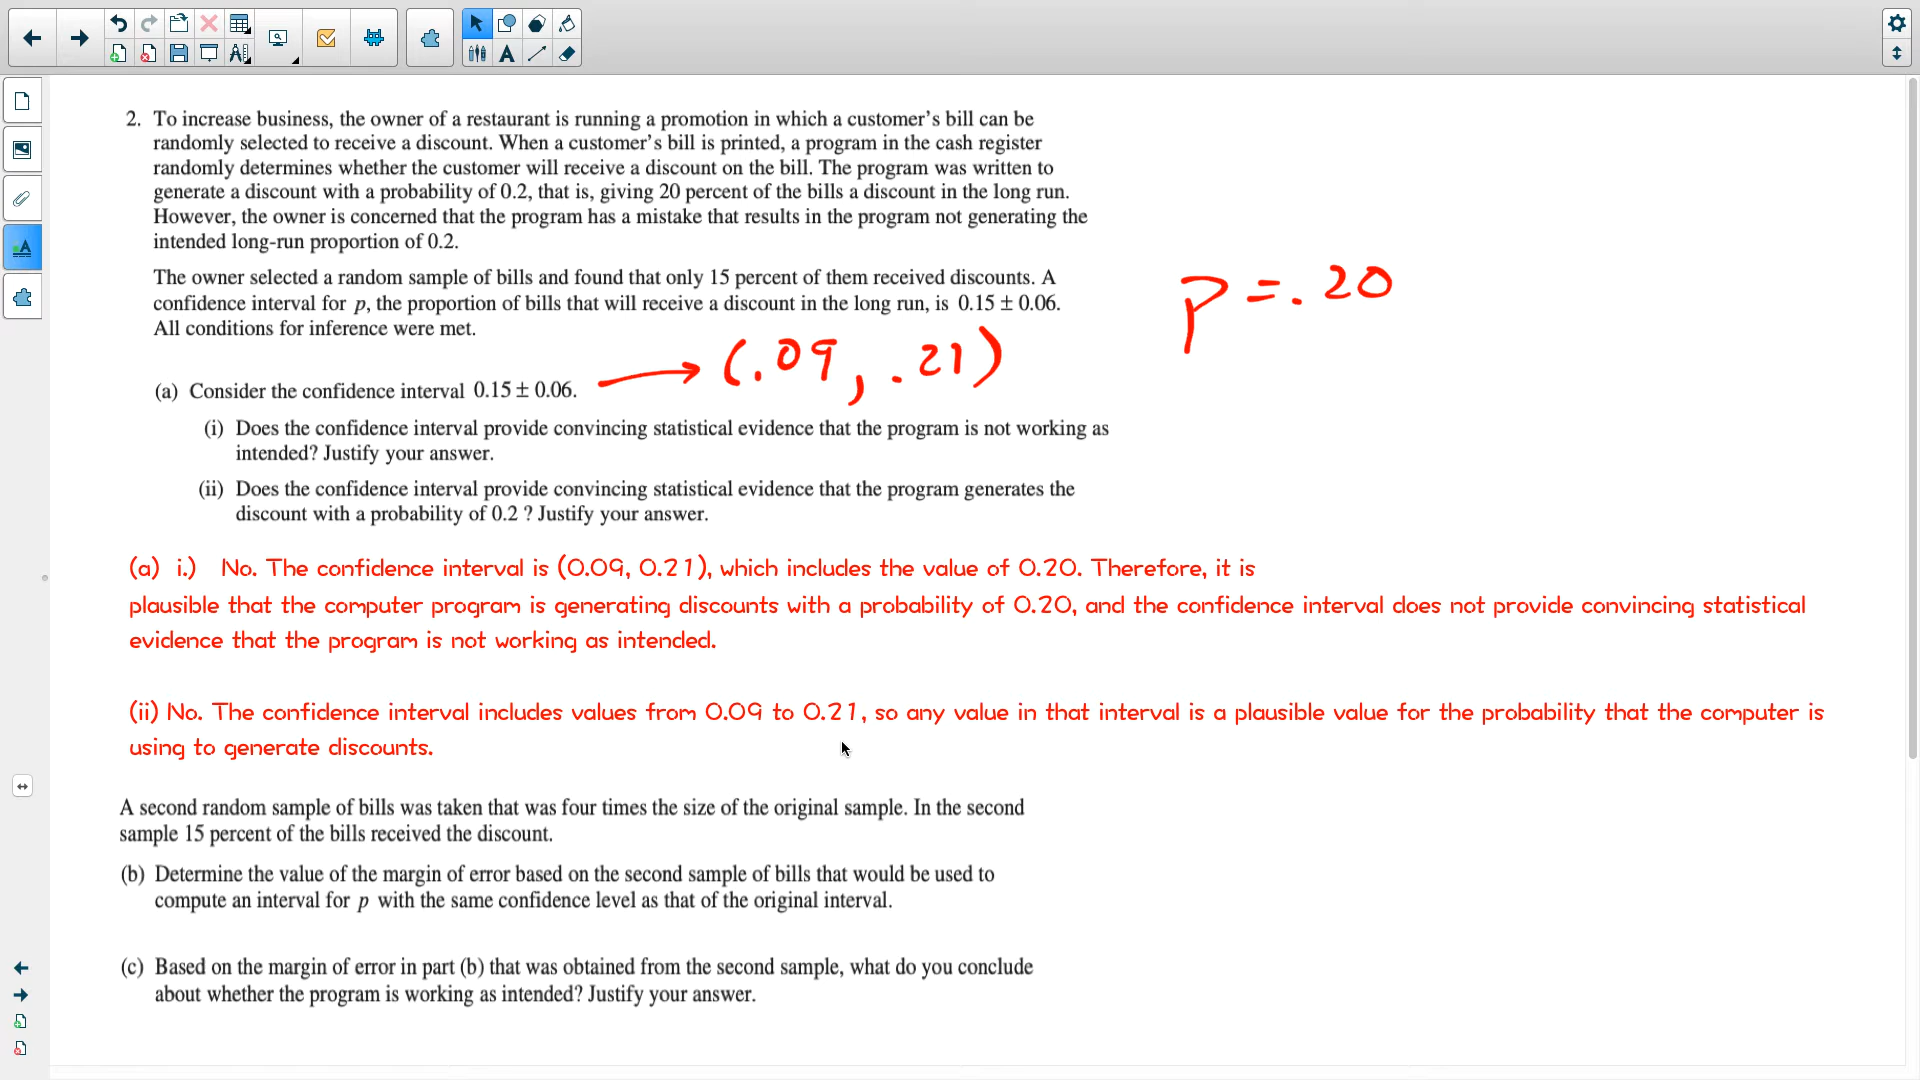 2. To increase business, the owner of a restaurant is running a promotion in which a customer's bill can be
randomly selected to receive a discount. When a customer's bill is printed, a program in the cash register
randomly determines whether the customer will receive a discount on the bill. The program was written to
generate a discount with a probability of 0.2, that is, giving 20 percent of the bills a discount in the long run.
However, the owner is concerned that the program has a mistake that results in the program not generating the
intended long-run proportion of 0.2.
The owner selected a random sample of bills and found that only 15 percent of them received discounts. A
confidence interval for p, the proportion of bills that will receive a discount in the long run, is 0.15 ± 0.06.
All conditions for inference were met.
p = .20
(a) Consider the confidence interval 0.15 ± 0.06. → (.09, .21)
(i) Does the confidence interval provide convincing statistical evidence that the program is not working as
intended? Justify your answer.
(ii) Does the confidence interval provide convincing statistical evidence that the program generates the
discount with a probability of 0.2 ? Justify your answer.
(a) i.) No. The confidence interval is (0.09, 0.21), which includes the value of 0.20. Therefore, it is
plausible that the computer program is generating discounts with a probability of 0.20, and the confidence interval does not provide convincing statistical
evidence that the program is not working as intended.
(ii) No. The confidence interval includes values from 0.09 to 0.21, so any value in that interval is a plausible value for the probability that the computer is
using to generate discounts.
A second random sample of bills was taken that was four times the size of the original sample. In the second
sample 15 percent of the bills received the discount.
(b) Determine the value of the margin of error based on the second sample of bills that would be used to
compute an interval for p with the same confidence level as that of the original interval.
(c) Based on the margin of error in part (b) that was obtained from the second sample, what do you conclude
about whether the program is working as intended? Justify your answer.